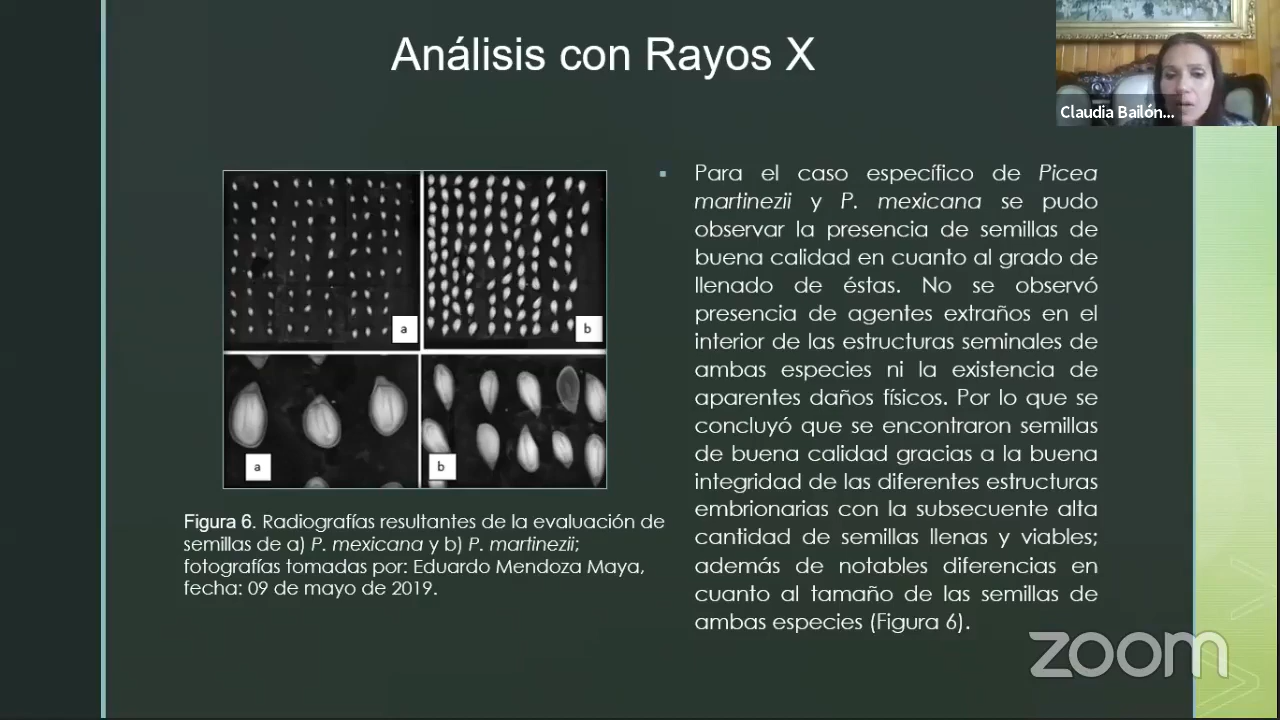 Análisis con Rayos X
Claudia Bailón...
a
b
a
b
Figura 6. Radiografías resultantes de la evaluación de
semillas de a) P. mexicana y b) P. martinezii;
fotografías tomadas por: Eduardo Mendoza Maya,
fecha: 09 de mayo de 2019.
Para el caso específico de Picea
martinezii y P. mexicana se pudo
observar la presencia de semillas de
buena calidad en cuanto al grado de
llenado de éstas. No se observó
presencia de agentes extraños en el
interior de las estructuras seminales de
ambas especies ni la existencia de
aparentes daños físicos. Por lo que se
concluyó que se encontraron semillas
de buena calidad gracias a la buena
integridad de las diferentes estructuras
embrionarias con la subsecuente alta
cantidad de semillas llenas y viables;
además de notables diferencias en
cuanto al tamaño de las semillas de
ambas especies (Figura 6).
zoom